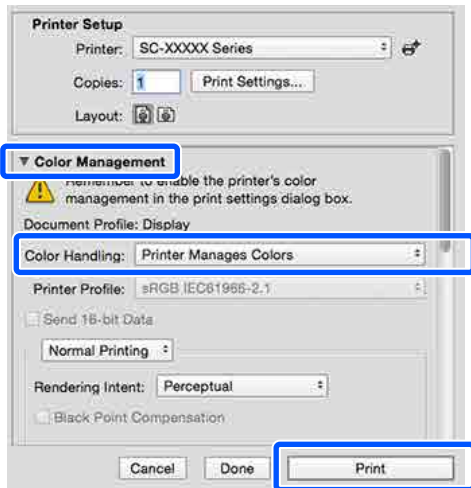 Printer Setup
Printer: SC-XXXXX Series
Copies: 1 Print Settings...
Layout:
▼ Color Management
Remember to enable the printer's color
management in the print settings dialog box.
Document Profile: Display
Color Handling: Printer Manages Colors
Printer Profile: sRGB IEC61966-2.1
Send 16-bit Data
Normal Printing
Rendering Intent: Perceptual
Black Point Compensation
Cancel Done Print